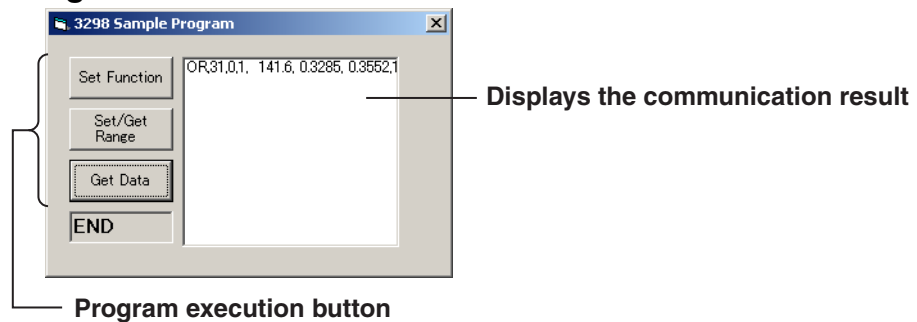 3298 Sample Program
Set Function
OR,31,0,1,  141.6, 0.3285, 0.3552,1
Displays the communication result
Set/Get
Range
Get Data
END
Program execution button